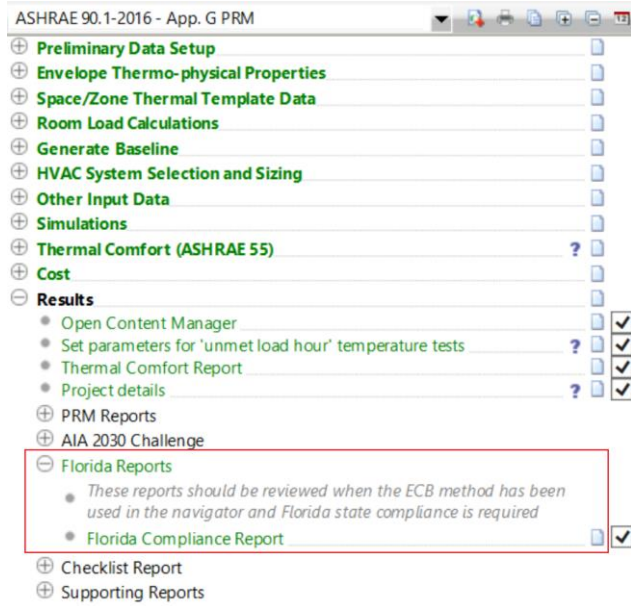 ASHRAE 90.1-2016 - App. G PRM
12
Preliminary Data Setup
Envelope Thermo-physical Properties
Space/Zone Thermal Template Data
Room Load Calculations
Generate Baseline
HVAC System Selection and Sizing
Other Input Data
Simulations
Thermal Comfort (ASHRAE 55) ?
Cost
Results
Open Content Manager
Set parameters for 'unmet load hour' temperature tests ?
Thermal Comfort Report
Project details ?
PRM Reports
AIA 2030 Challenge
Florida Reports
These reports should be reviewed when the ECB method has been
used in the navigator and Florida state compliance is required
Florida Compliance Report
Checklist Report
Supporting Reports